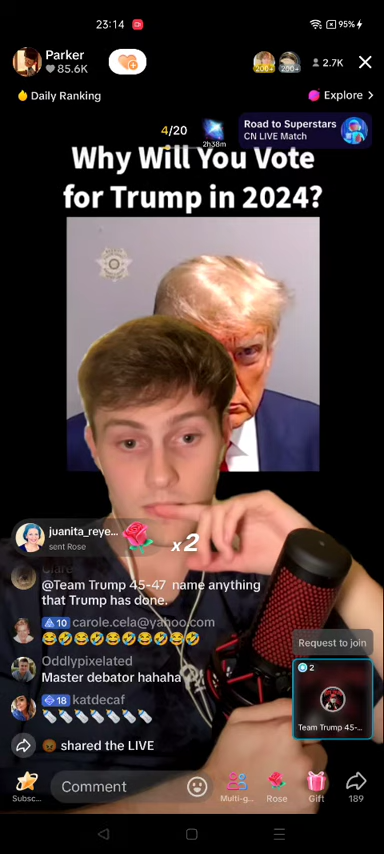 23:14
95%
Parker
85.6K
200+
200+
2.7K
Daily Ranking
Explore >
4/20
2h38m
Road to Superstars
CN LIVE Match
Why Will You Vote
for Trump in 2024?
juanita_reye...
sent Rose
x2
Clare
@Team Trump 45-47 name anything
that Trump has done.
10 carole.cela@yahoo.com
Oddlypixelated
Master debator hahaha
18 katdecaf
shared the LIVE
Request to join
2
Team Trump 45-...
Comment
Subsc...
Multi-g...
Rose
Gift
189